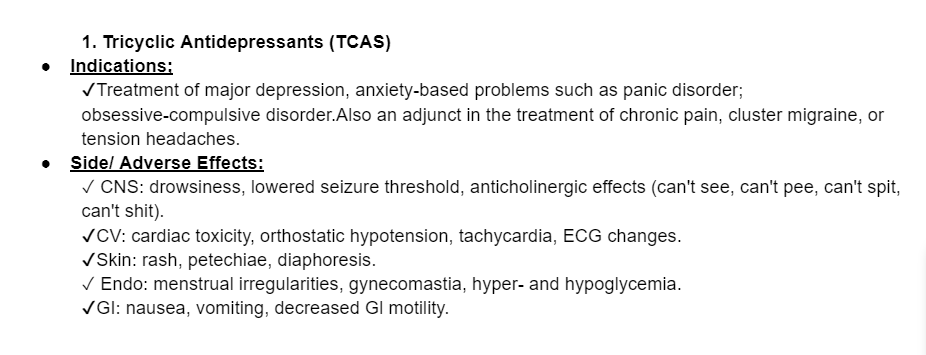 1. Tricyclic Antidepressants (TCAS)
● Indications:
✓Treatment of major depression, anxiety-based problems such as panic disorder;
obsessive-compulsive disorder.Also an adjunct in the treatment of chronic pain, cluster migraine, or
tension headaches.
● Side/ Adverse Effects:
✓ CNS: drowsiness, lowered seizure threshold, anticholinergic effects (can't see, can't pee, can't spit,
can't shit).
✓CV: cardiac toxicity, orthostatic hypotension, tachycardia, ECG changes.
✓Skin: rash, petechiae, diaphoresis.
✓ Endo: menstrual irregularities, gynecomastia, hyper- and hypoglycemia.
✓GI: nausea, vomiting, decreased GI motility.